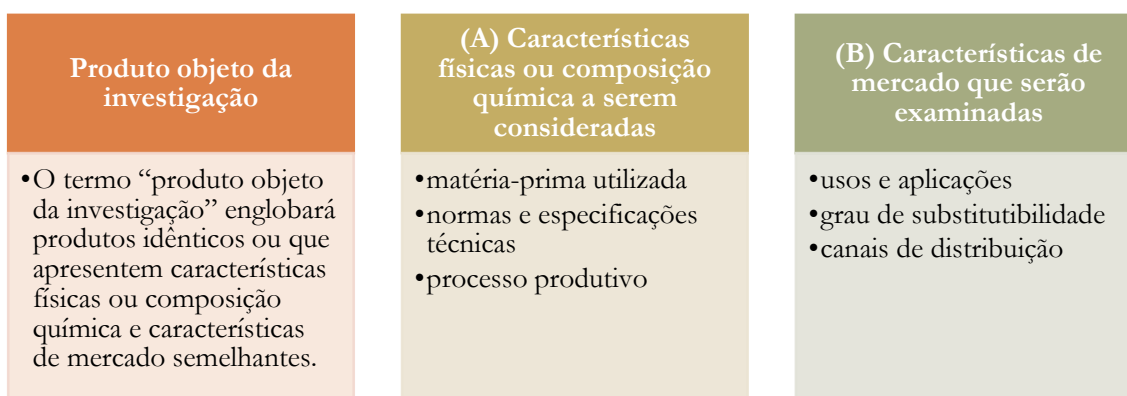 Produto objeto da
investigação
•O termo “produto objeto
da investigação” englobará
produtos idênticos ou que
apresentem características
físicas ou composição
química e características
de mercado semelhantes.
(A) Características
físicas ou composição
química a serem
consideradas
•matéria-prima utilizada
•normas e especificações
técnicas
•processo produtivo
(B) Características de
mercado que serão
examinadas
•usos e aplicações
•grau de substitutibilidade
•canais de distribuição